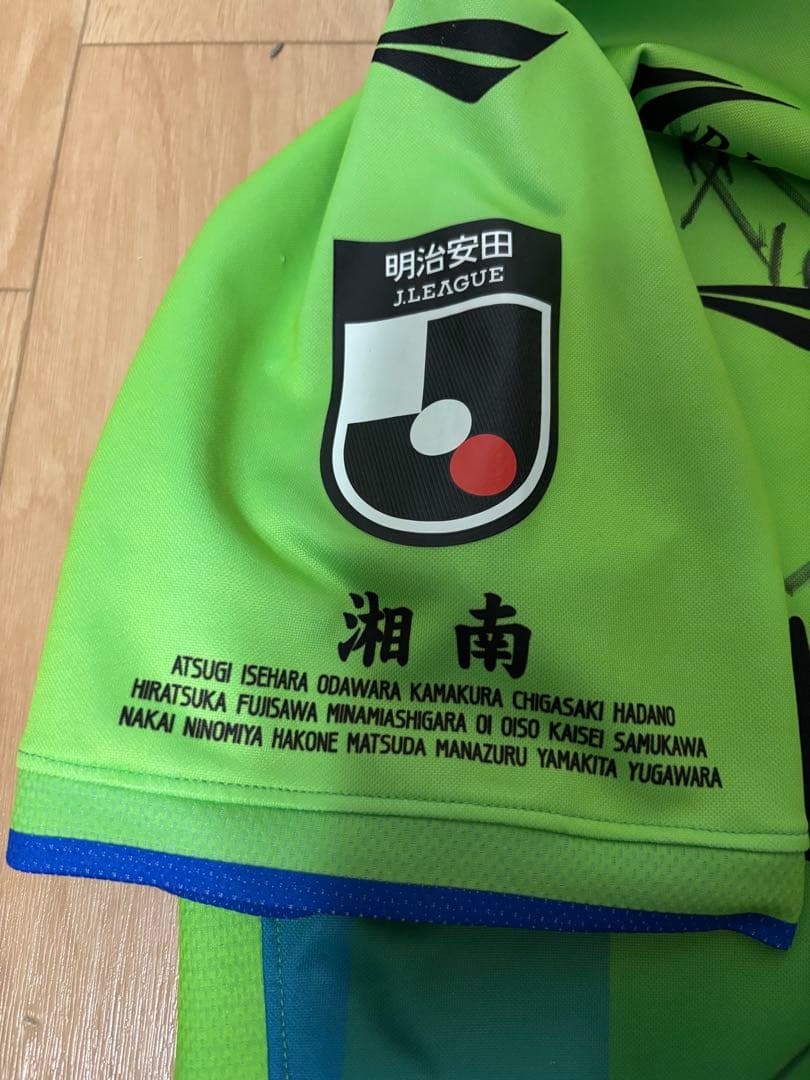 明治安田
J.LEAGUE
湘南
ATSUGI ISEHARA ODAWARA KAMAKURA CHIGASAKI HADANO
HIRATSUKA FUJISAWA MINAMIASHIGARA OI OISO KAISEI SAMUKAWA
NAKAI NINOMIYA HAKONE MATSUDA MANAZURU YAMAKITA YUGAWARA